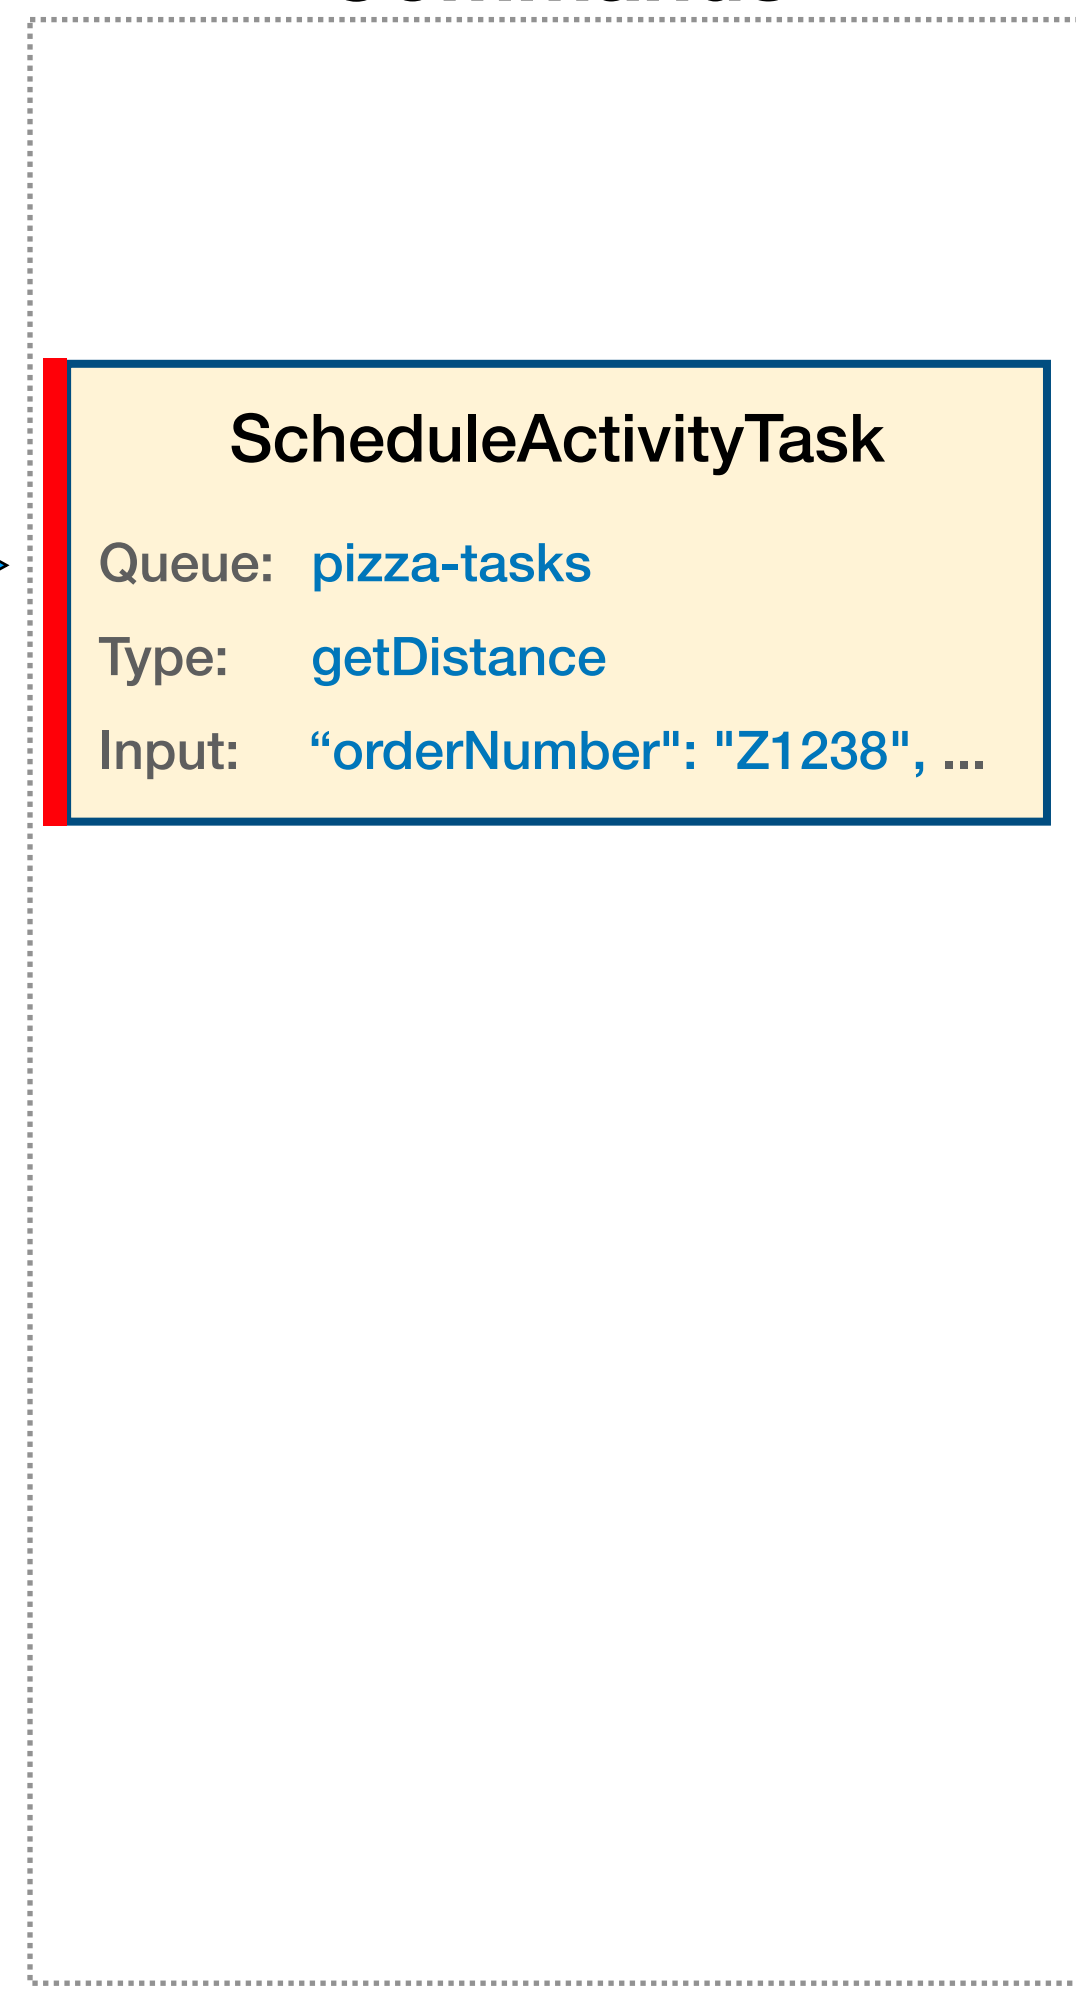 ScheduleActivityTask
Queue: pizza-tasks
Type: getDistance
Input: “orderNumber": "Z1238", ...